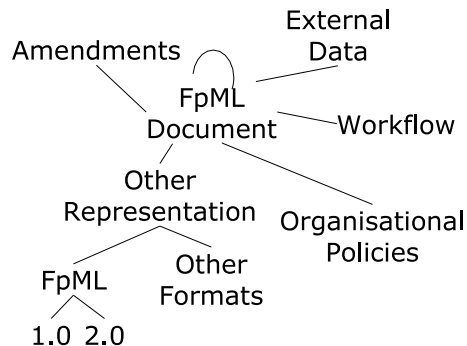 External
Data
Amendments
FpML
Document
Workflow
Other
Representation
Organisational
Policies
FpML
Other
Formats
1.0 2.0